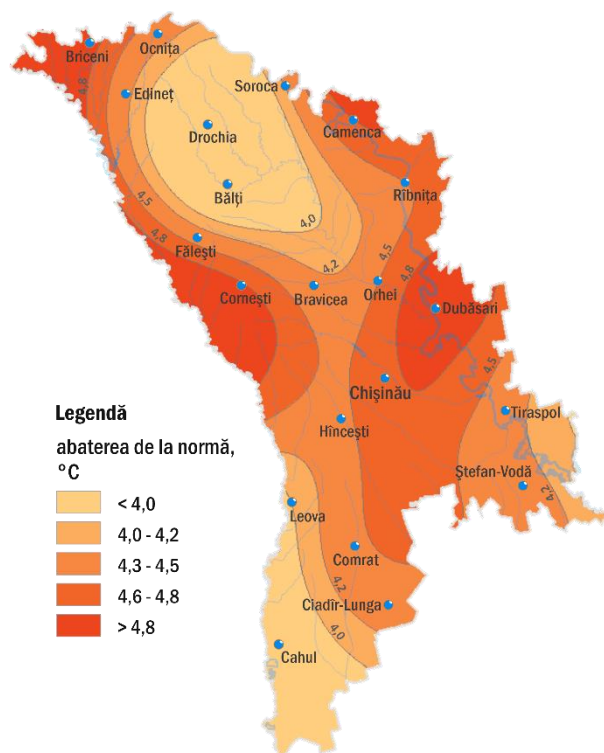 Ocnița
Briceni
Soroca
4,8
Edineț
Camenca
Drochia
Bălți
Rîbnița
4,5
4,0
4,8
Fălești
4,5
4,2
4,8
Cornești
Bravicea
Orhei
Dubăsari
4,5
Chișinău
Legendă
Tiraspol
Hîncești
abaterea de la normă,
°C
Ștefan-Vodă
4,2
< 4,0
Leova
4,0 - 4,2
4,3 - 4,5
Comrat
4,6 - 4,8
4,2
Ciadîr-Lunga
> 4,8
4,0
Cahul